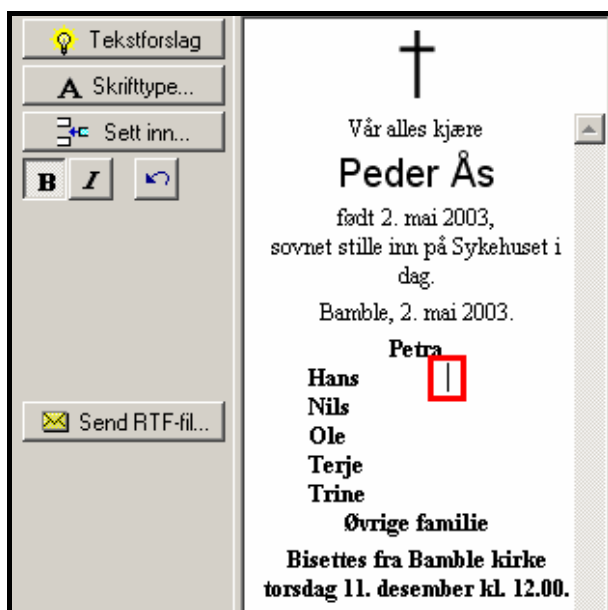 Tekstforslag
A Skrifttype...
Sett inn...
B I
Send RTF-fil...
Vår alles kjære
Peder Ås
født 2. mai 2003,
sovnet stille inn på Sykehuset i
dag.
Bamble, 2. mai 2003.
Petra
Hans
Nils
Ole
Terje
Trine
Øvrige familie
Bisettes fra Bamble kirke
torsdag 11. desember kl. 12.00.